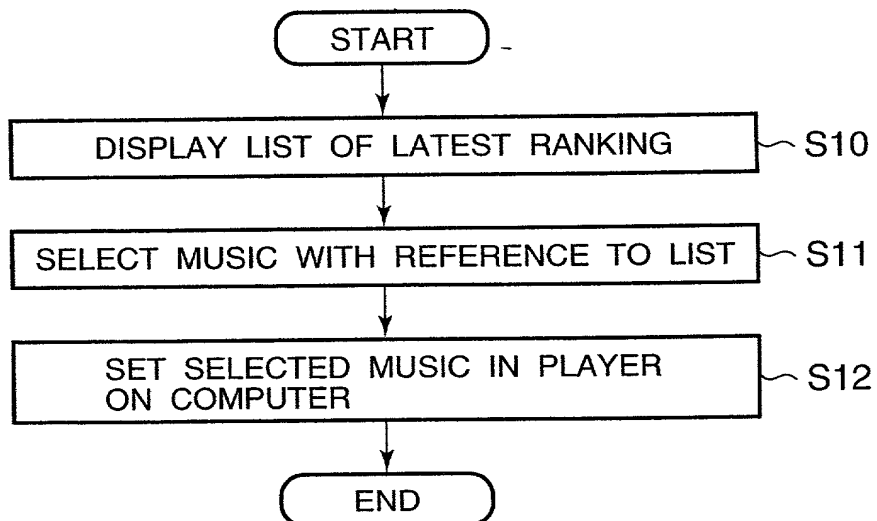 START
DISPLAY LIST OF LATEST RANKING
S10
SELECT MUSIC WITH REFERENCE TO LIST
S11
SET SELECTED MUSIC IN PLAYER
ON COMPUTER
S12
END